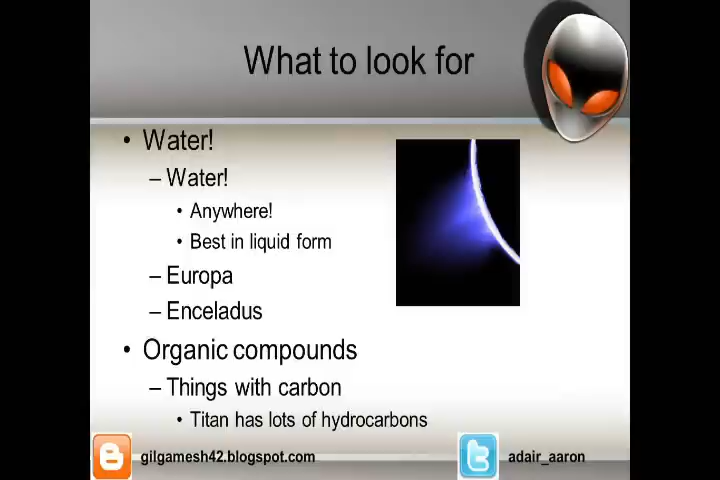 What to look for
• Water!
– Water!
• Anywhere!
• Best in liquid form
– Europa
– Enceladus
• Organic compounds
– Things with carbon
• Titan has lots of hydrocarbons
gilgamesh42.blogspot.com
adair_aaron